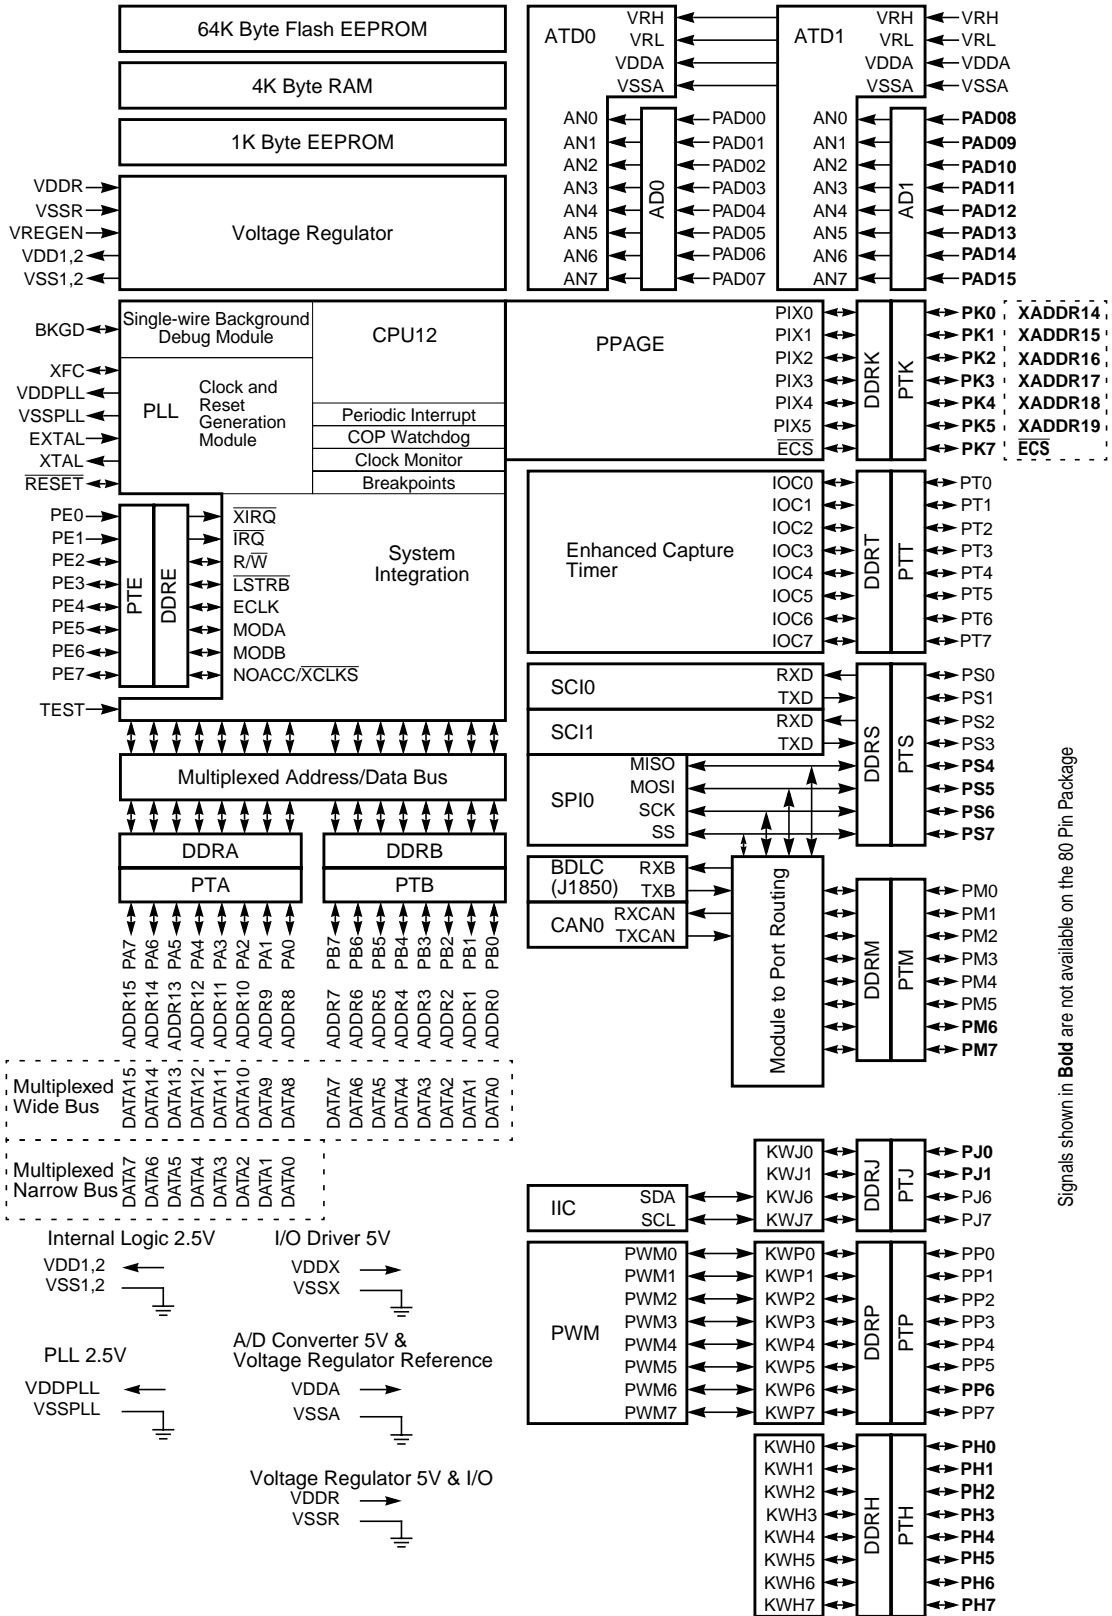 64K Byte Flash EEPROM
4K Byte RAM
1K Byte EEPROM
VDDR
VSSR
VREGEN
VDD1,2
VSS1,2
Voltage Regulator
ATD0
VRH
VRL
VDDA
VSSA
AN0
AN1
AN2
AN3
AN4
AN5
AN6
AN7
AD0
PAD00
PAD01
PAD02
PAD03
PAD04
PAD05
PAD06
PAD07
ATD1
VRH
VRL
VDDA
VSSA
VRH
VRL
VDDA
VSSA
AN0
AN1
AN2
AN3
AN4
AN5
AN6
AN7
AD1
PAD08
PAD09
PAD10
PAD11
PAD12
PAD13
PAD14
PAD15
BKGD
XFC
VDDPLL
VSSPLL
EXTAL
XTAL
RESET
Single-wire Background
Debug Module
CPU12
PLL
Clock and
Reset
Generation
Module
Periodic Interrupt
COP Watchdog
Clock Monitor
Breakpoints
PPAGE
PIX0
PIX1
PIX2
PIX3
PIX4
PIX5
ECS
DDRK
PTK
PK0 XADDR14
PK1 XADDR15
PK2 XADDR16
PK3 XADDR17
PK4 XADDR18
PK5 XADDR19
PK7 ECS
PE0
PE1
PE2
PE3
PE4
PE5
PE6
PE7
TEST
PTE
DDRE
XIRQ
IRQ
R/W
LSTRB
ECLK
MODA
MODB
NOACC/XCLKS
System
Integration
Enhanced Capture
Timer
IOC0
IOC1
IOC2
IOC3
IOC4
IOC5
IOC6
IOC7
DDRT
PTT
PT0
PT1
PT2
PT3
PT4
PT5
PT6
PT7
SCI0
RXD
TXD
SCI1
RXD
TXD
SPI0
MISO
MOSI
SCK
SS
DDRS
PTS
PS0
PS1
PS2
PS3
PS4
PS5
PS6
PS7
Multiplexed Address/Data Bus
DDRA
PTA
DDRB
PTB
PA7
PA6
PA5
PA4
PA3
PA2
PA1
PA0
PB7
PB6
PB5
PB4
PB3
PB2
PB1
PB0
ADDR15
ADDR14
ADDR13
ADDR12
ADDR11
ADDR10
ADDR9
ADDR8
ADDR7
ADDR6
ADDR5
ADDR4
ADDR3
ADDR2
ADDR1
ADDR0
Multiplexed
Wide Bus
DATA15
DATA14
DATA13
DATA12
DATA11
DATA10
DATA9
DATA8
DATA7
DATA6
DATA5
DATA4
DATA3
DATA2
DATA1
DATA0
Multiplexed
Narrow Bus
DATA7
DATA6
DATA5
DATA4
DATA3
DATA2
DATA1
DATA0
BDLC
(J1850)
RXB
TXB
CAN0
RXCAN
TXCAN
Module to Port Routing
DDRM
PTM
PM0
PM1
PM2
PM3
PM4
PM5
PM6
PM7
Signals shown in Bold are not available on the 80 Pin Package
IIC
SDA
SCL
KWJ0
KWJ1
KWJ6
KWJ7
DDRJ
PTJ
PJ0
PJ1
PJ6
PJ7
PWM
PWM0
PWM1
PWM2
PWM3
PWM4
PWM5
PWM6
PWM7
KWP0
KWP1
KWP2
KWP3
KWP4
KWP5
KWP6
KWP7
DDRP
PTP
PP0
PP1
PP2
PP3
PP4
PP5
PP6
PP7
KWH0
KWH1
KWH2
KWH3
KWH4
KWH5
KWH6
KWH7
DDRH
PTH
PH0
PH1
PH2
PH3
PH4
PH5
PH6
PH7
Internal Logic 2.5V
VDD1,2
VSS1,2
I/O Driver 5V
VDDX
VSSX
PLL 2.5V
VDDPLL
VSSPLL
A/D Converter 5V &
Voltage Regulator Reference
VDDA
VSSA
Voltage Regulator 5V & I/O
VDDR
VSSR